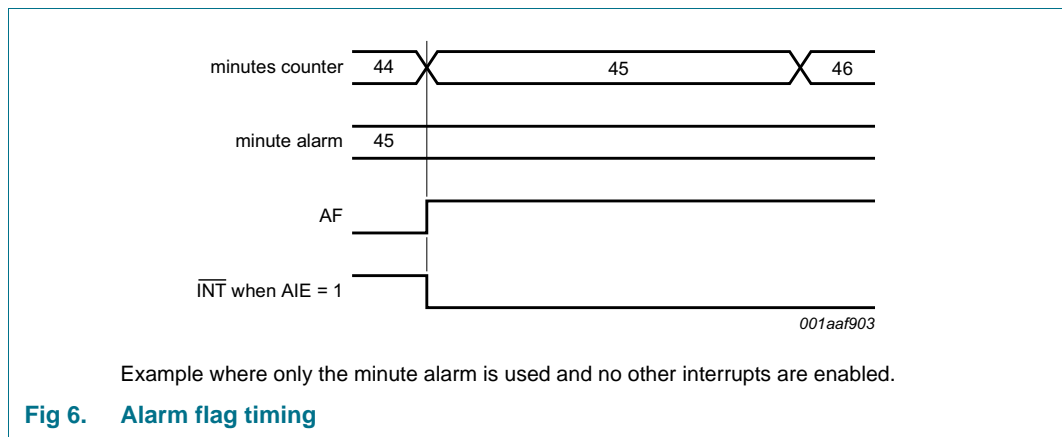 minutes counter 44 45 46
minute alarm 45
AF
INT when AIE = 1
001aaf903
Example where only the minute alarm is used and no other interrupts are enabled.
Fig 6. Alarm flag timing